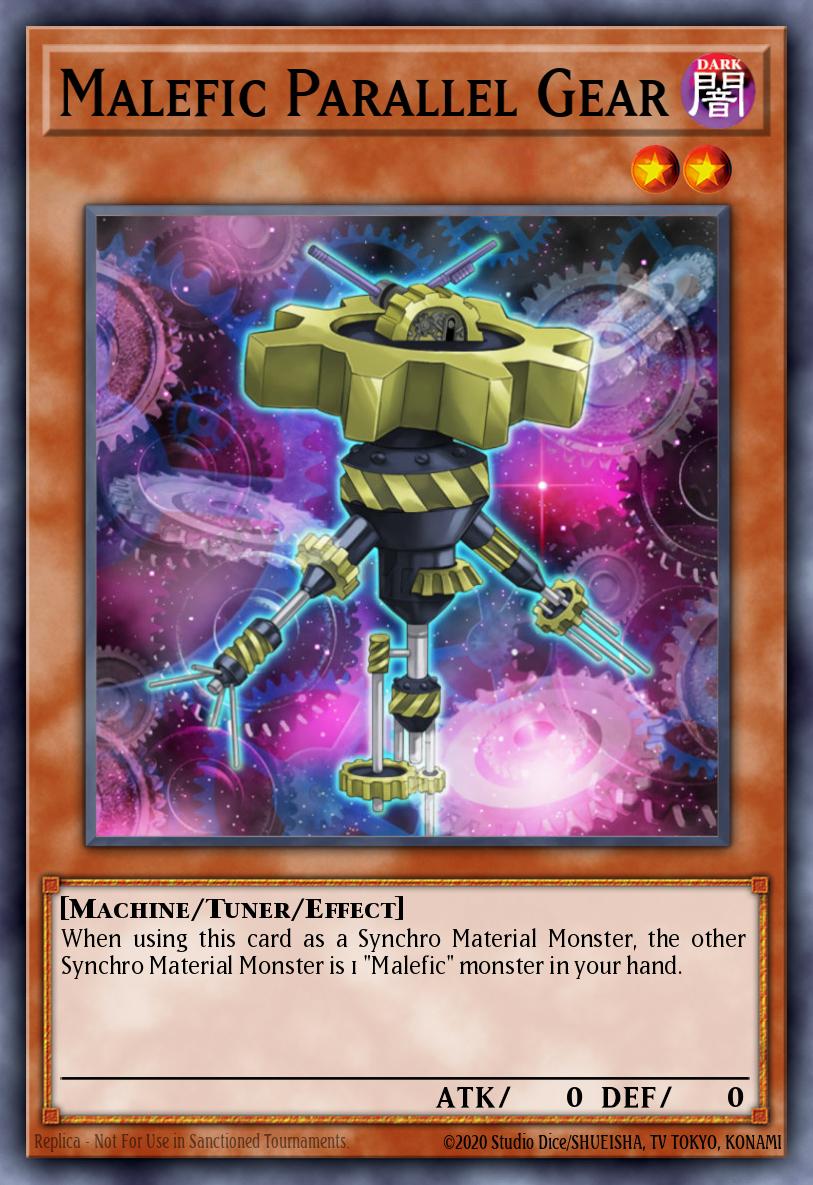 Malefic Parallel Gear
DARK
闇
[Machine/Tuner/Effect]
When using this card as a Synchro Material Monster, the other
Synchro Material Monster is 1 "Malefic" monster in your hand.
ATK/ 0 DEF/ 0
Replica - Not For Use in Sanctioned Tournaments.
©2020 Studio Dice/SHUEISHA, TV TOKYO, KONAMI